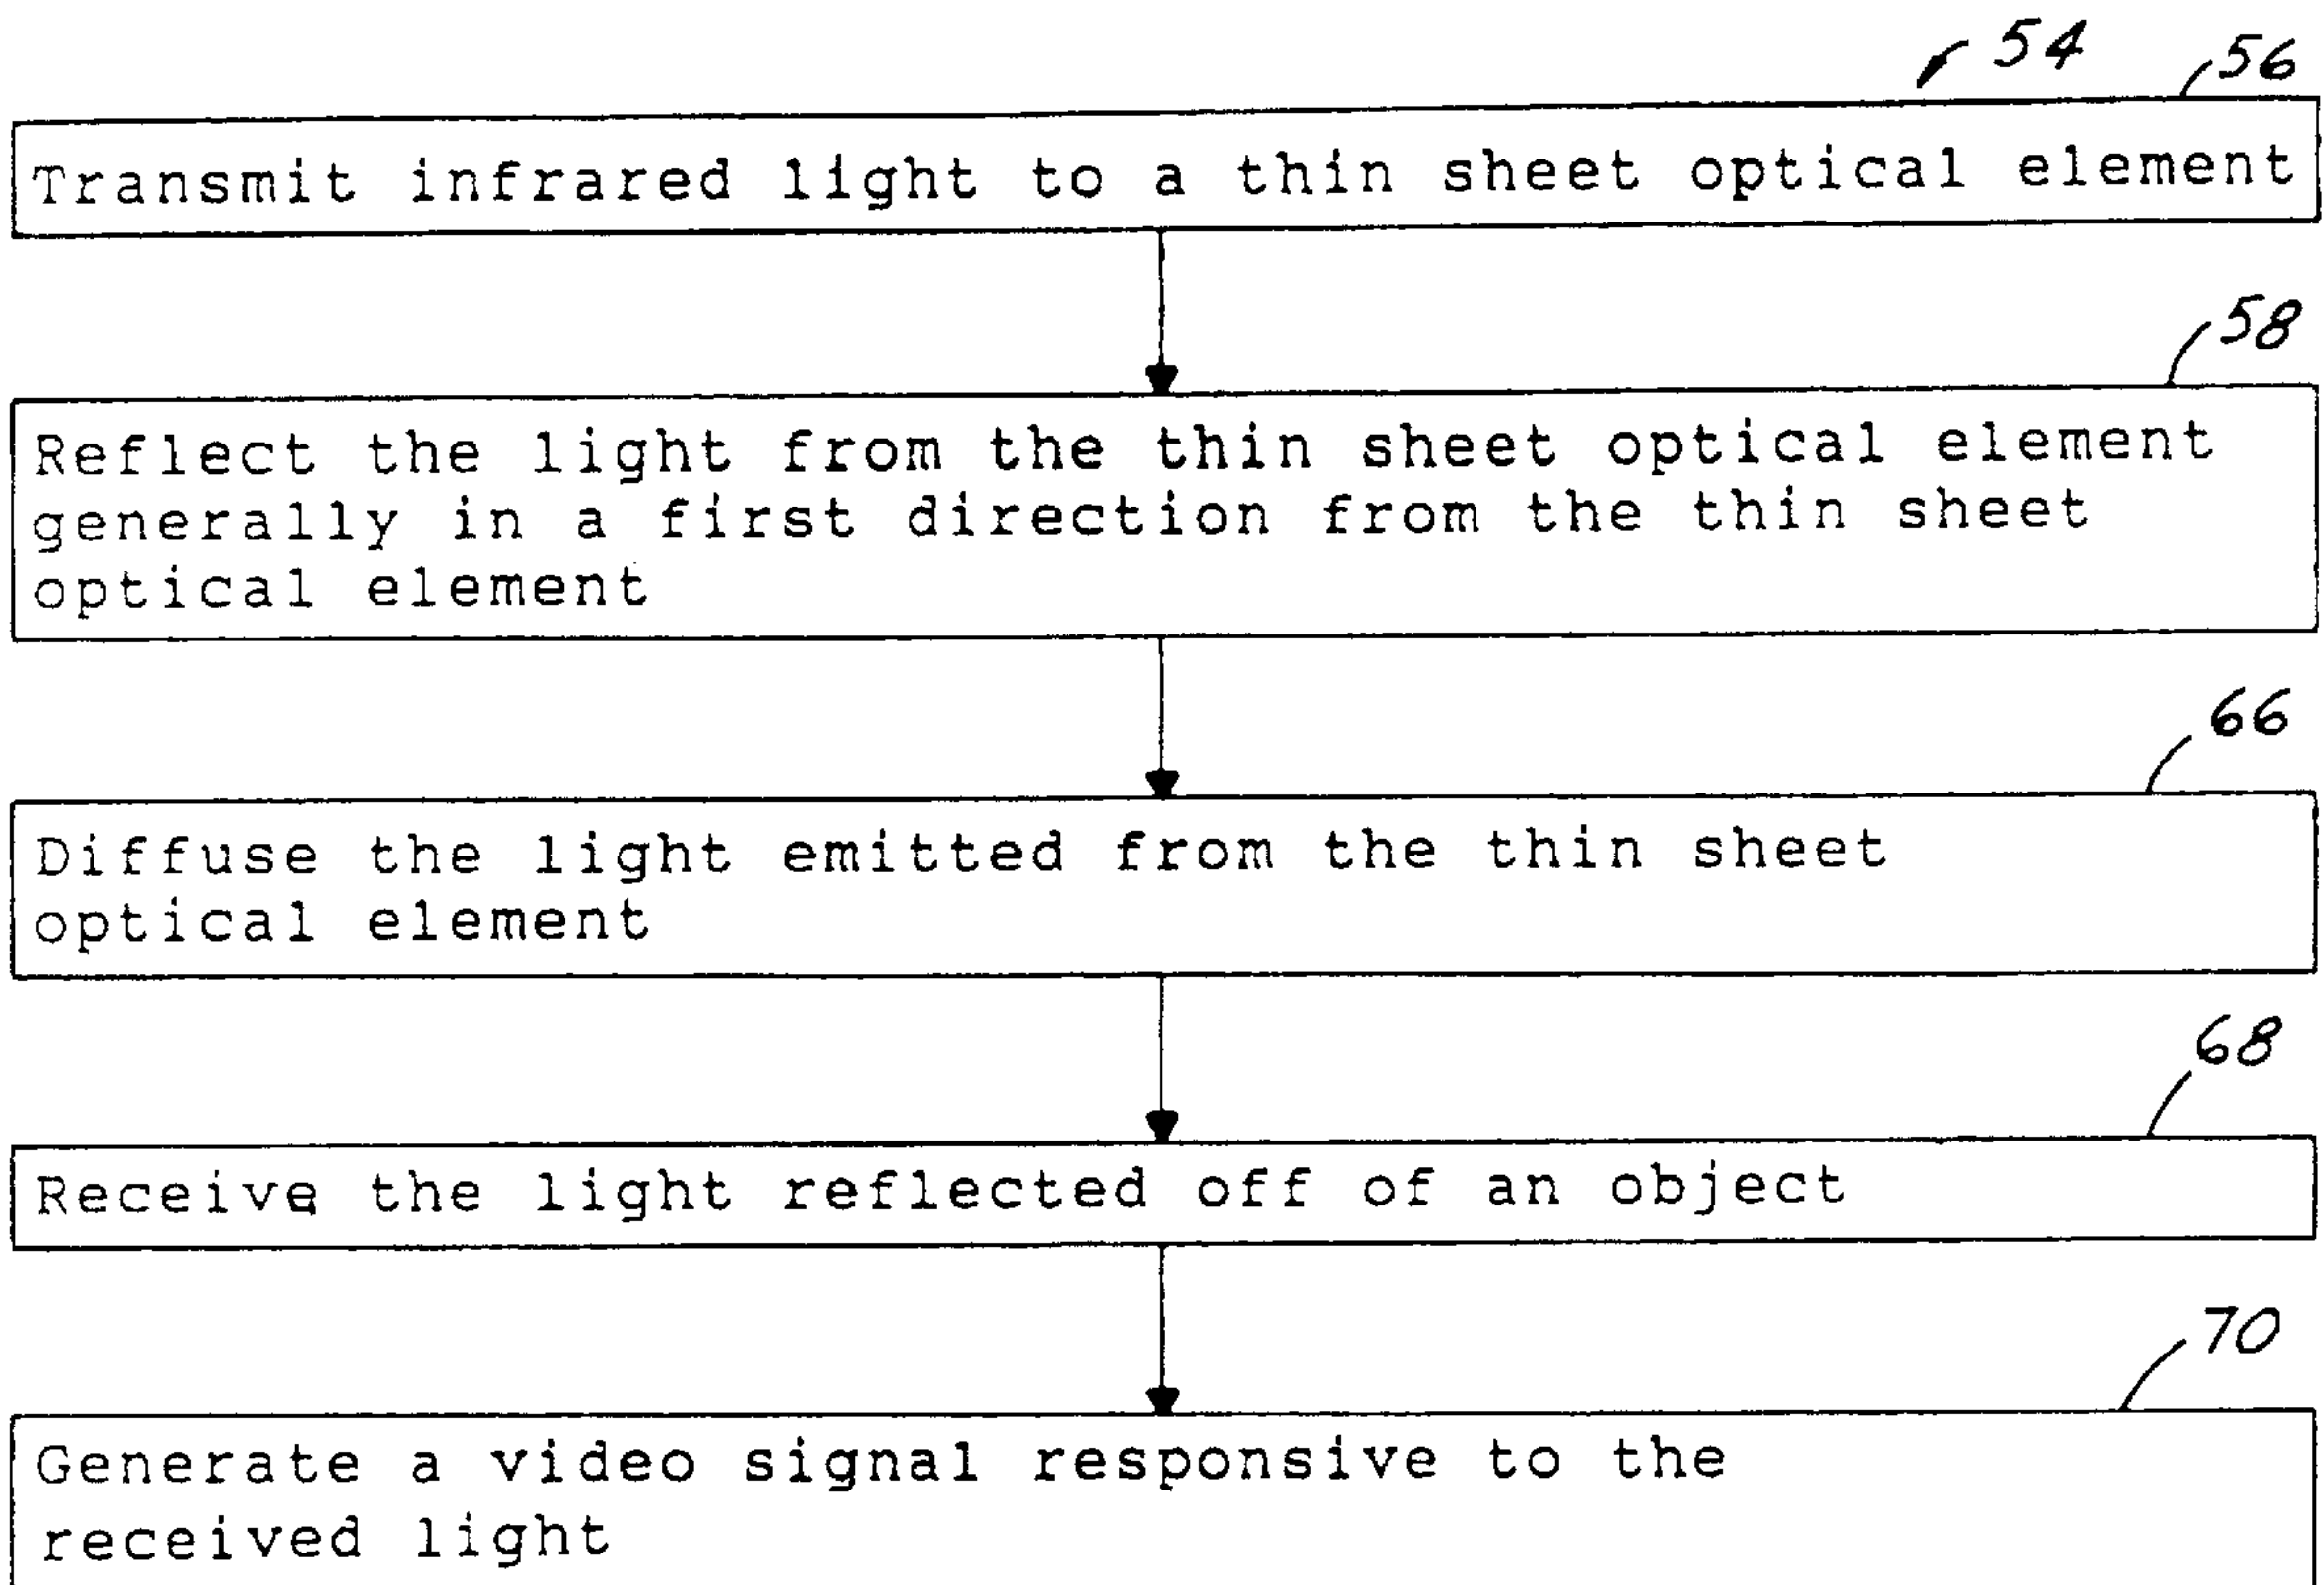 54
56
Transmit infrared light to a thin sheet optical element
58
Reflect the light from the thin sheet optical element
generally in a first direction from the thin sheet
optical element
66
Diffuse the light emitted from the thin sheet
optical element
68
Receive the light reflected off of an object
70
Generate a video signal responsive to the
received light